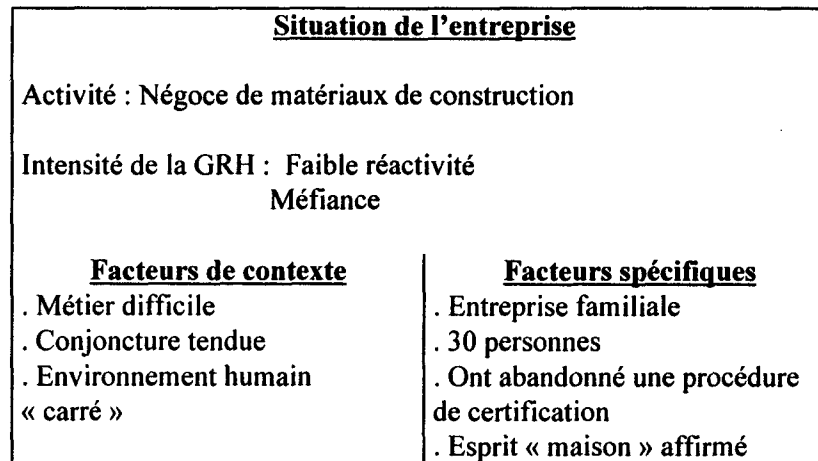 Situation de l'entreprise
Activité : Négoce de matériaux de construction
Intensité de la GRH : Faible réactivité
Méfiance
Facteurs de contexte
. Métier difficile
. Conjoncture tendue
. Environnement humain
« carré »
Facteurs spécifiques
. Entreprise familiale
. 30 personnes
. Ont abandonné une procédure
de certification
. Esprit « maison » affirmé